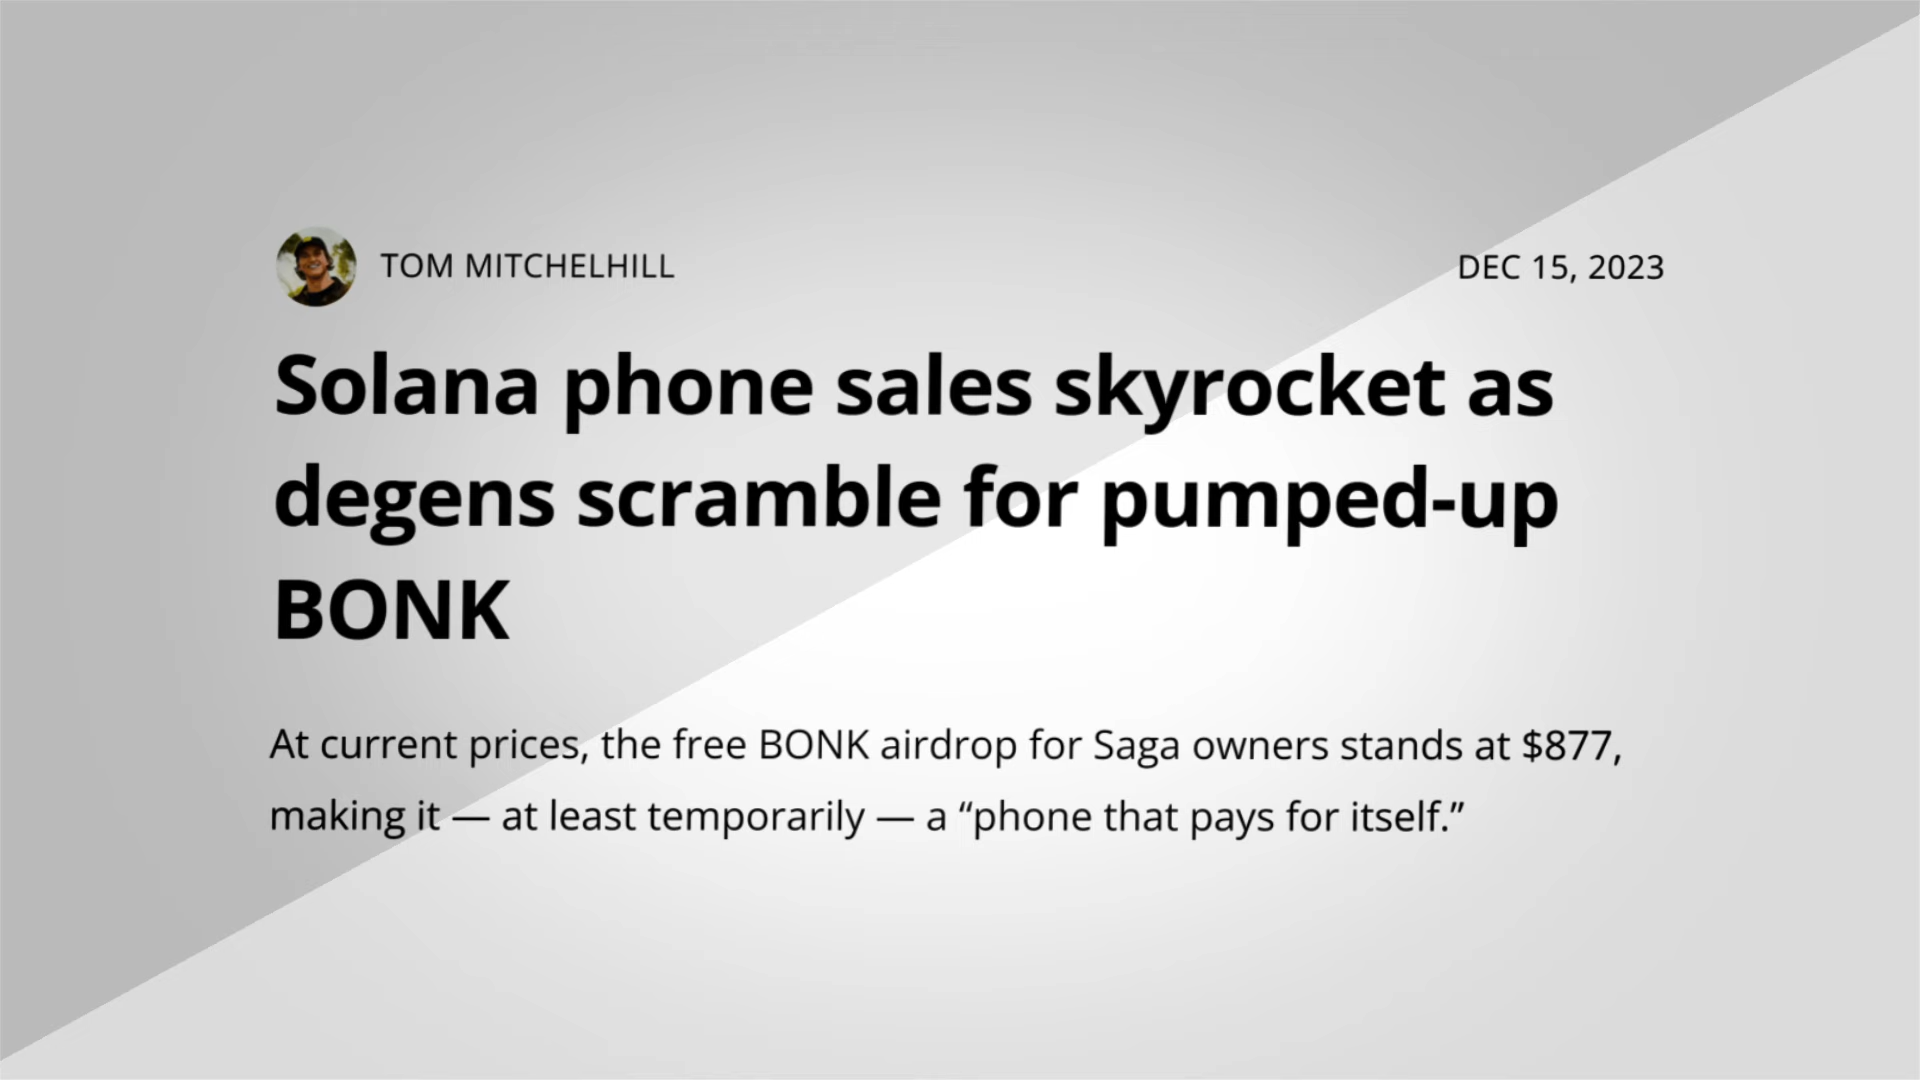 TOM MITCHELHILL
DEC 15, 2023
Solana phone sales skyrocket as
degens scramble for pumped-up
BONK
At current prices, the free BONK airdrop for Saga owners stands at $877,
making it — at least temporarily — a “phone that pays for itself.”